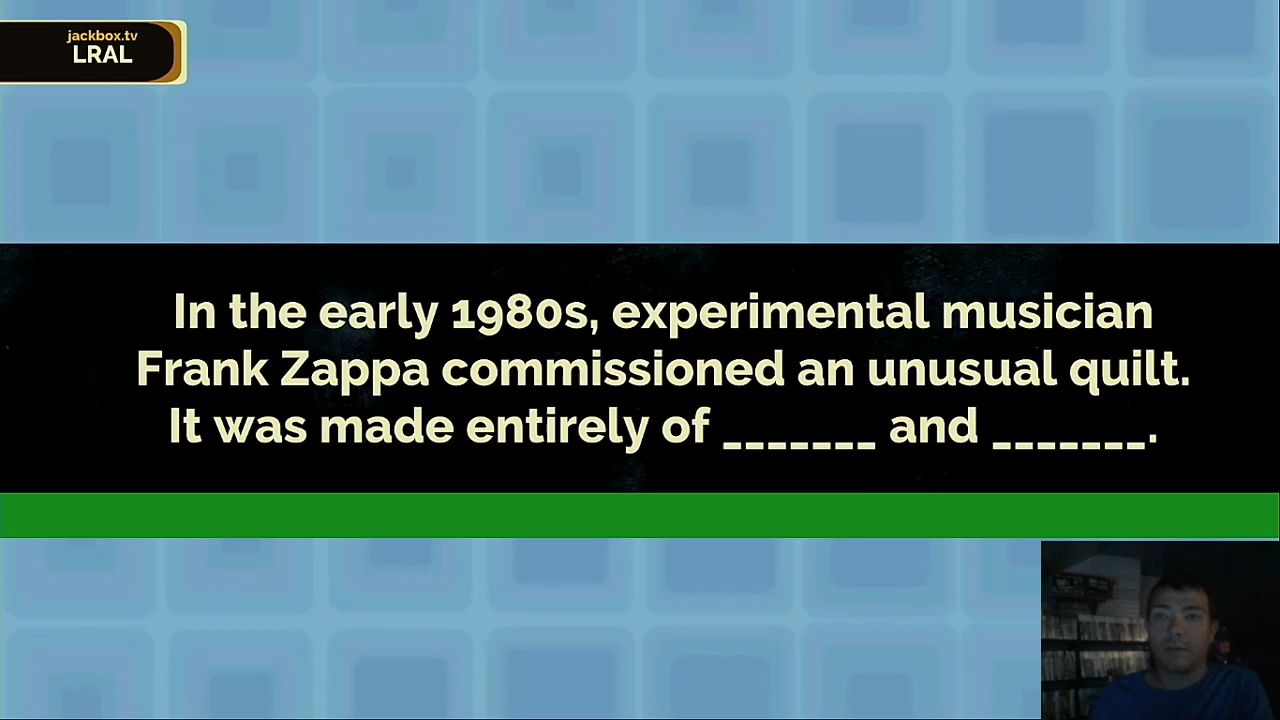 jackbox.tv
LRAL
In the early 1980s, experimental musician
Frank Zappa commissioned an unusual quilt.
It was made entirely of _______ and _______.